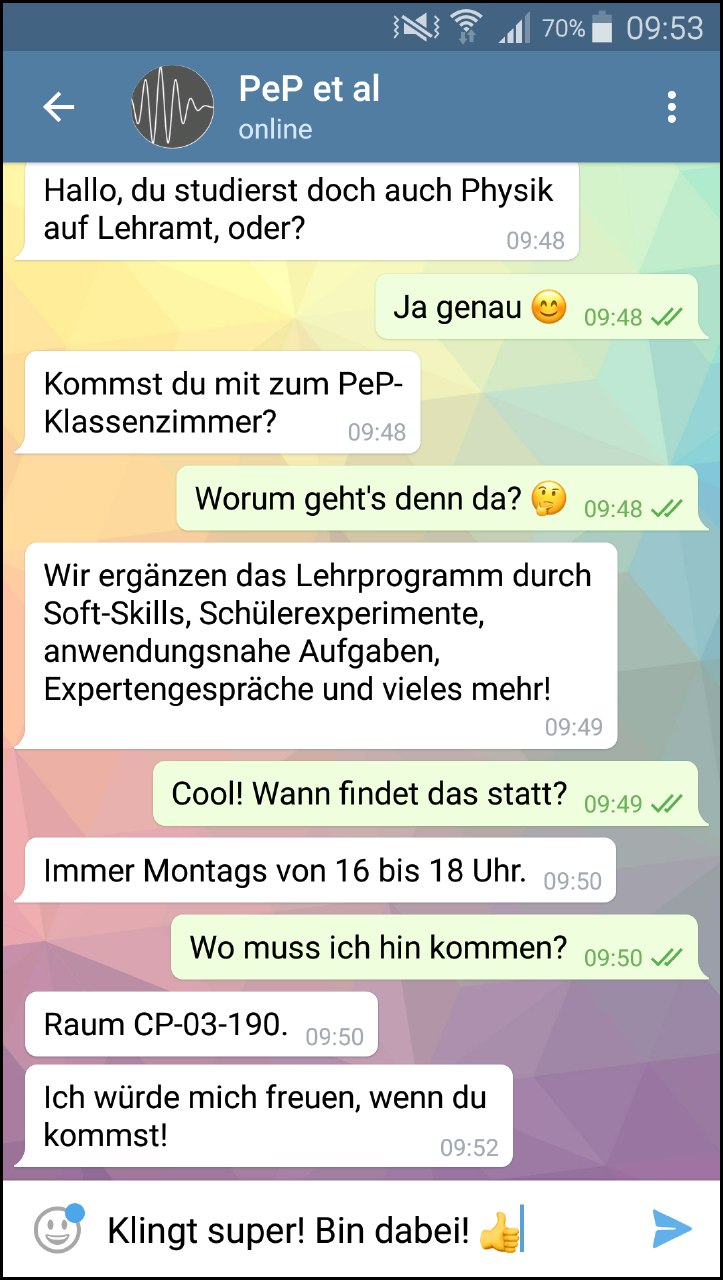 70% 09:53
PeP et al
online
Hallo, du studierst doch auch Physik
auf Lehramt, oder?
09:48
Ja genau 😊 09:48
Kommst du mit zum PeP-
Klassenzimmer?
09:48
Worum geht's denn da? 🤔 09:48
Wir ergänzen das Lehrprogramm durch
Soft-Skills, Schülerexperimente,
anwendungsnahe Aufgaben,
Expertengespräche und vieles mehr!
09:49
Cool! Wann findet das statt? 09:49
Immer Montags von 16 bis 18 Uhr. 09:50
Wo muss ich hin kommen? 09:50
Raum CP-03-190. 09:50
Ich würde mich freuen, wenn du
kommst!
09:52
Klingt super! Bin dabei! 👍